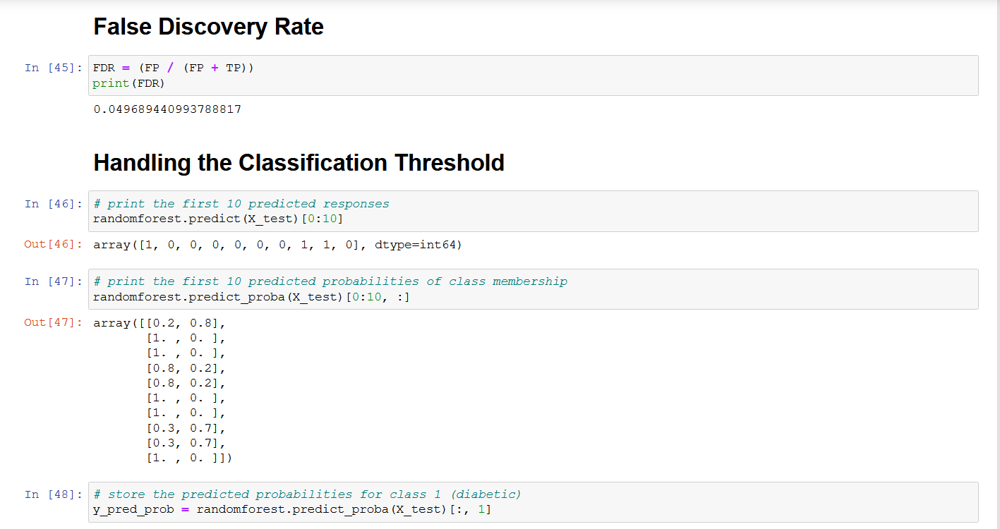 False Discovery Rate
In [45]: FDR = (FP / (FP + TP))
print(FDR)
0.049689440993788817
Handling the Classification Threshold
In [46]: # print the first 10 predicted responses
randomforest.predict(X_test)[0:10]
Out[46]: array([1, 0, 0, 0, 0, 0, 0, 1, 1, 0], dtype=int64)
In [47]: # print the first 10 predicted probabilities of class membership
randomforest.predict_proba(X_test)[0:10, :]
Out[47]: array([[0.2, 0.8],
[1. , 0. ],
[1. , 0. ],
[0.8, 0.2],
[0.8, 0.2],
[1. , 0. ],
[1. , 0. ],
[0.3, 0.7],
[0.3, 0.7],
[1. , 0. ]])
In [48]: # store the predicted probabilities for class 1 (diabetic)
y_pred_prob = randomforest.predict_proba(X_test)[:, 1]